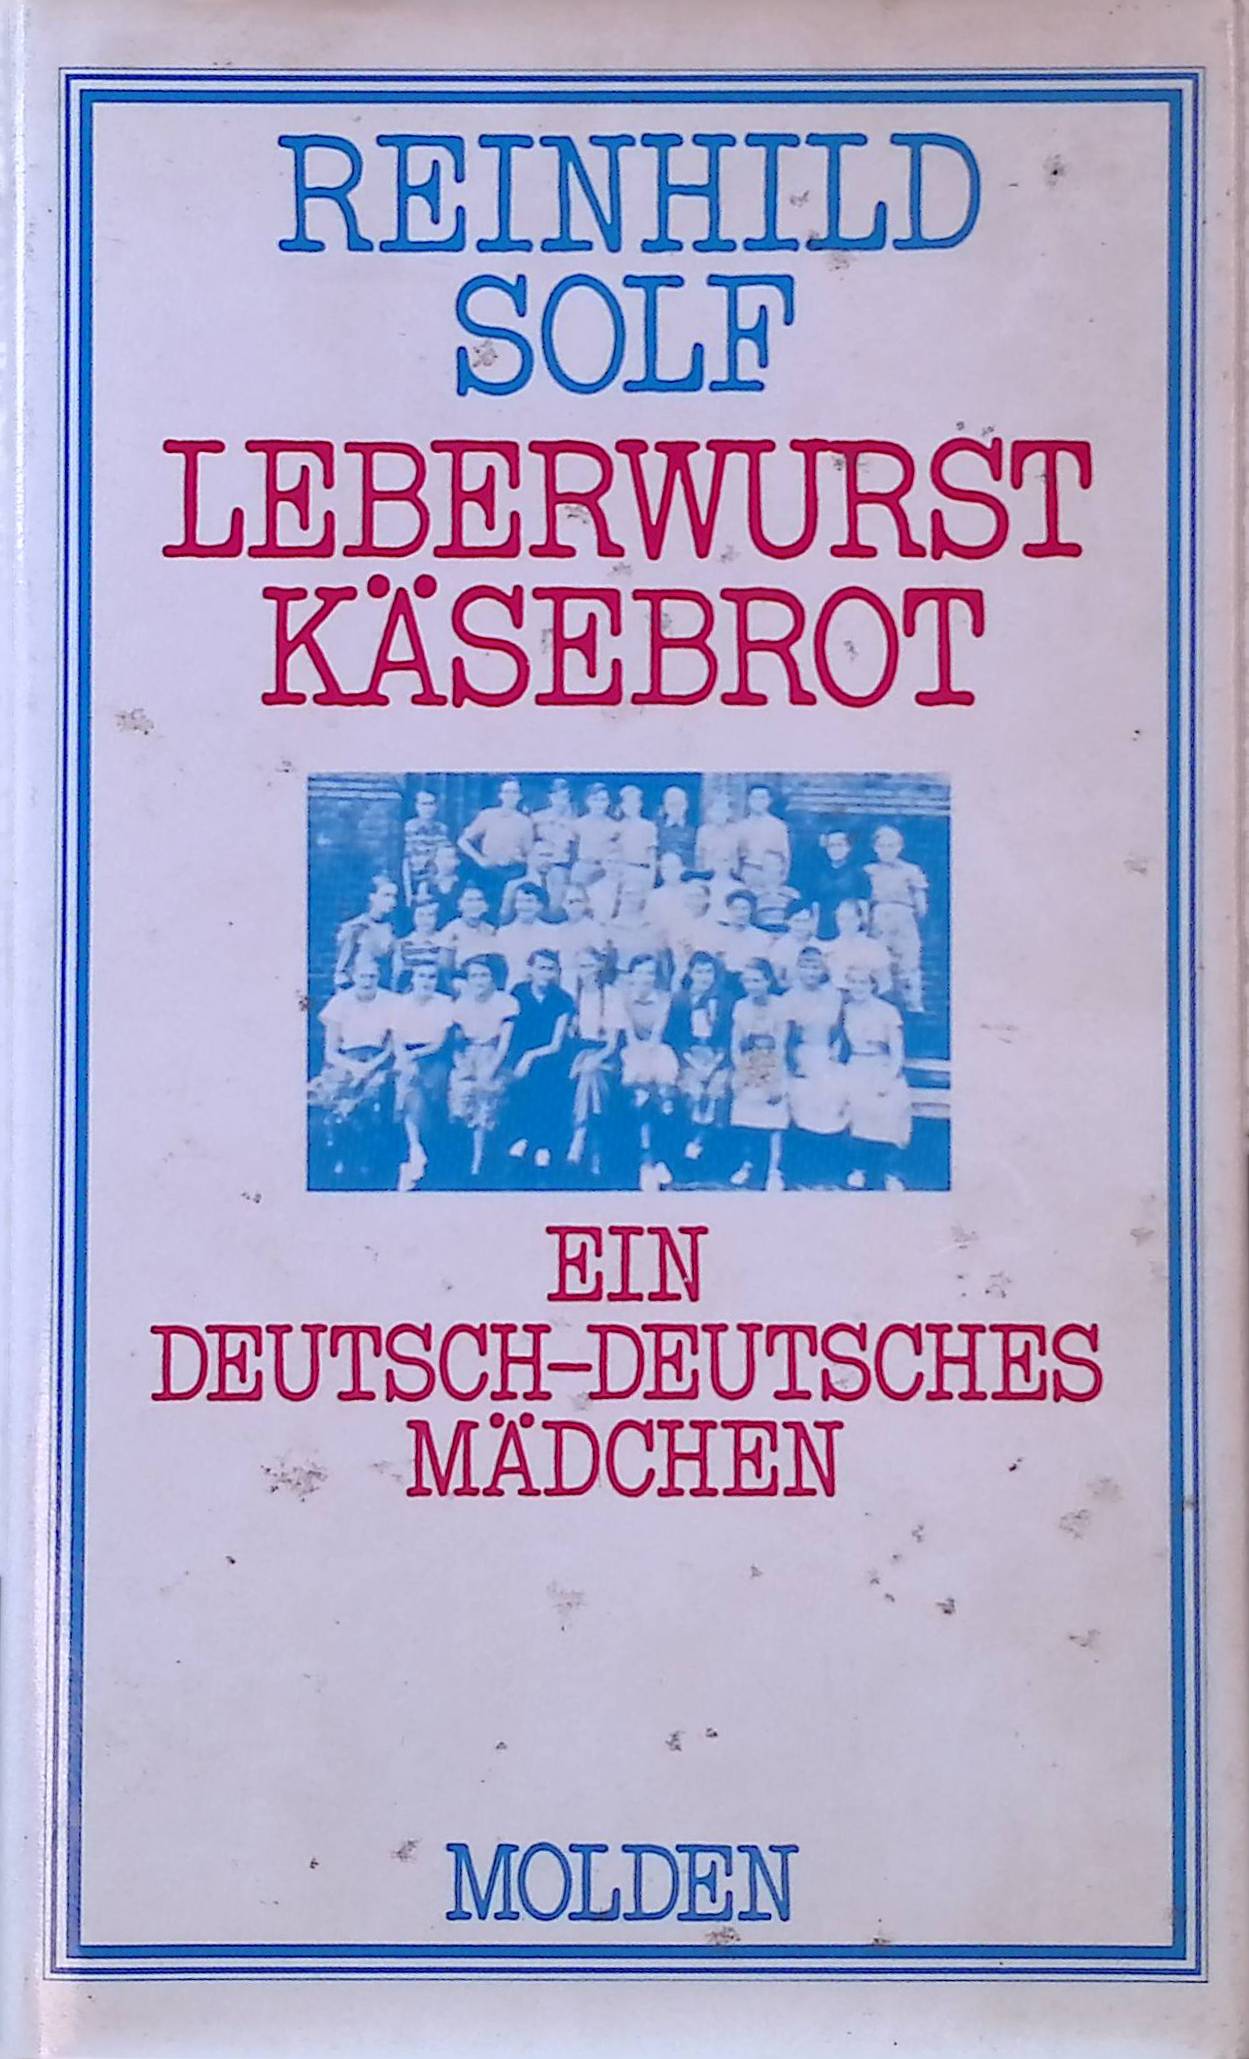 REINHILD
SOLF
LEBERWURST
KÄSEBROT
EIN
DEUTSCH-DEUTSCHES
MÄDCHEN
MOLDEN